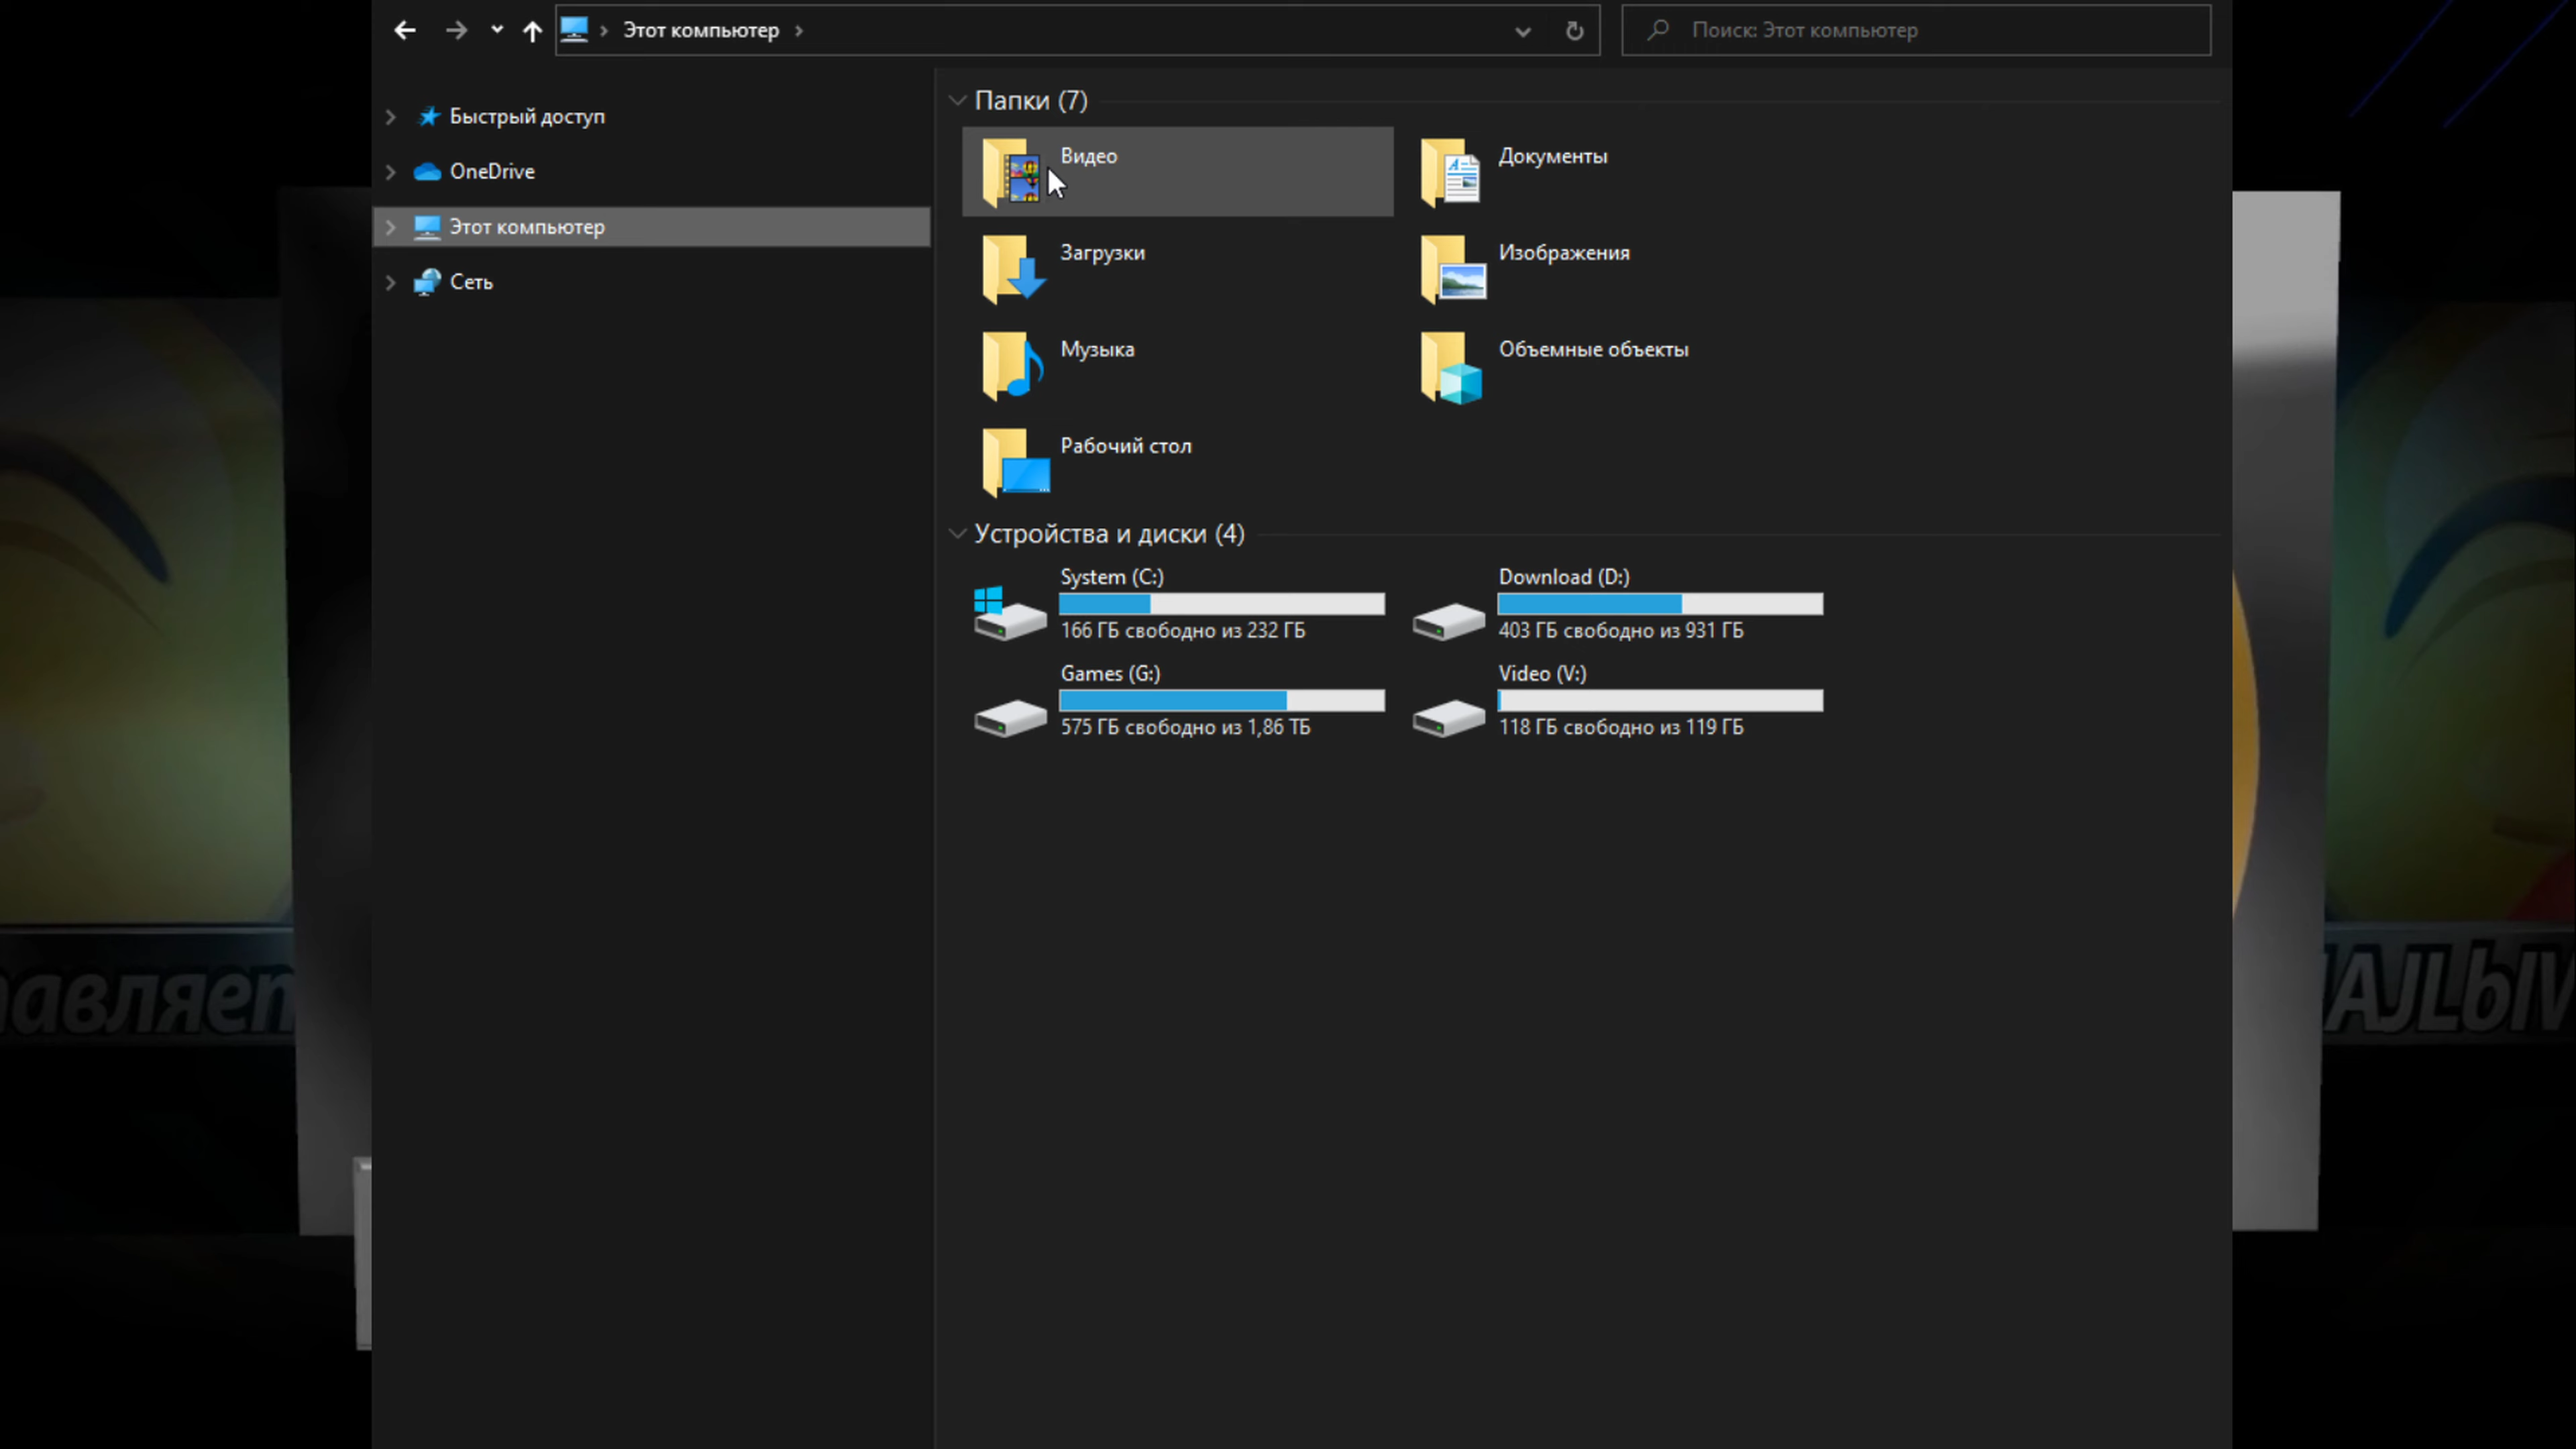 Этот компьютер
Поиск: Этот компьютер
Быстрый доступ
OneDrive
Этот компьютер
Сеть
Папки (7)
Видео
Документы
Загрузки
Изображения
Музыка
Объемные объекты
Рабочий стол
Устройства и диски (4)
System (C:)
166 ГБ свободно из 232 ГБ
Download (D:)
403 ГБ свободно из 931 ГБ
Games (G:)
575 ГБ свободно из 1,86 ТБ
Video (V:)
118 ГБ свободно из 119 ГБ